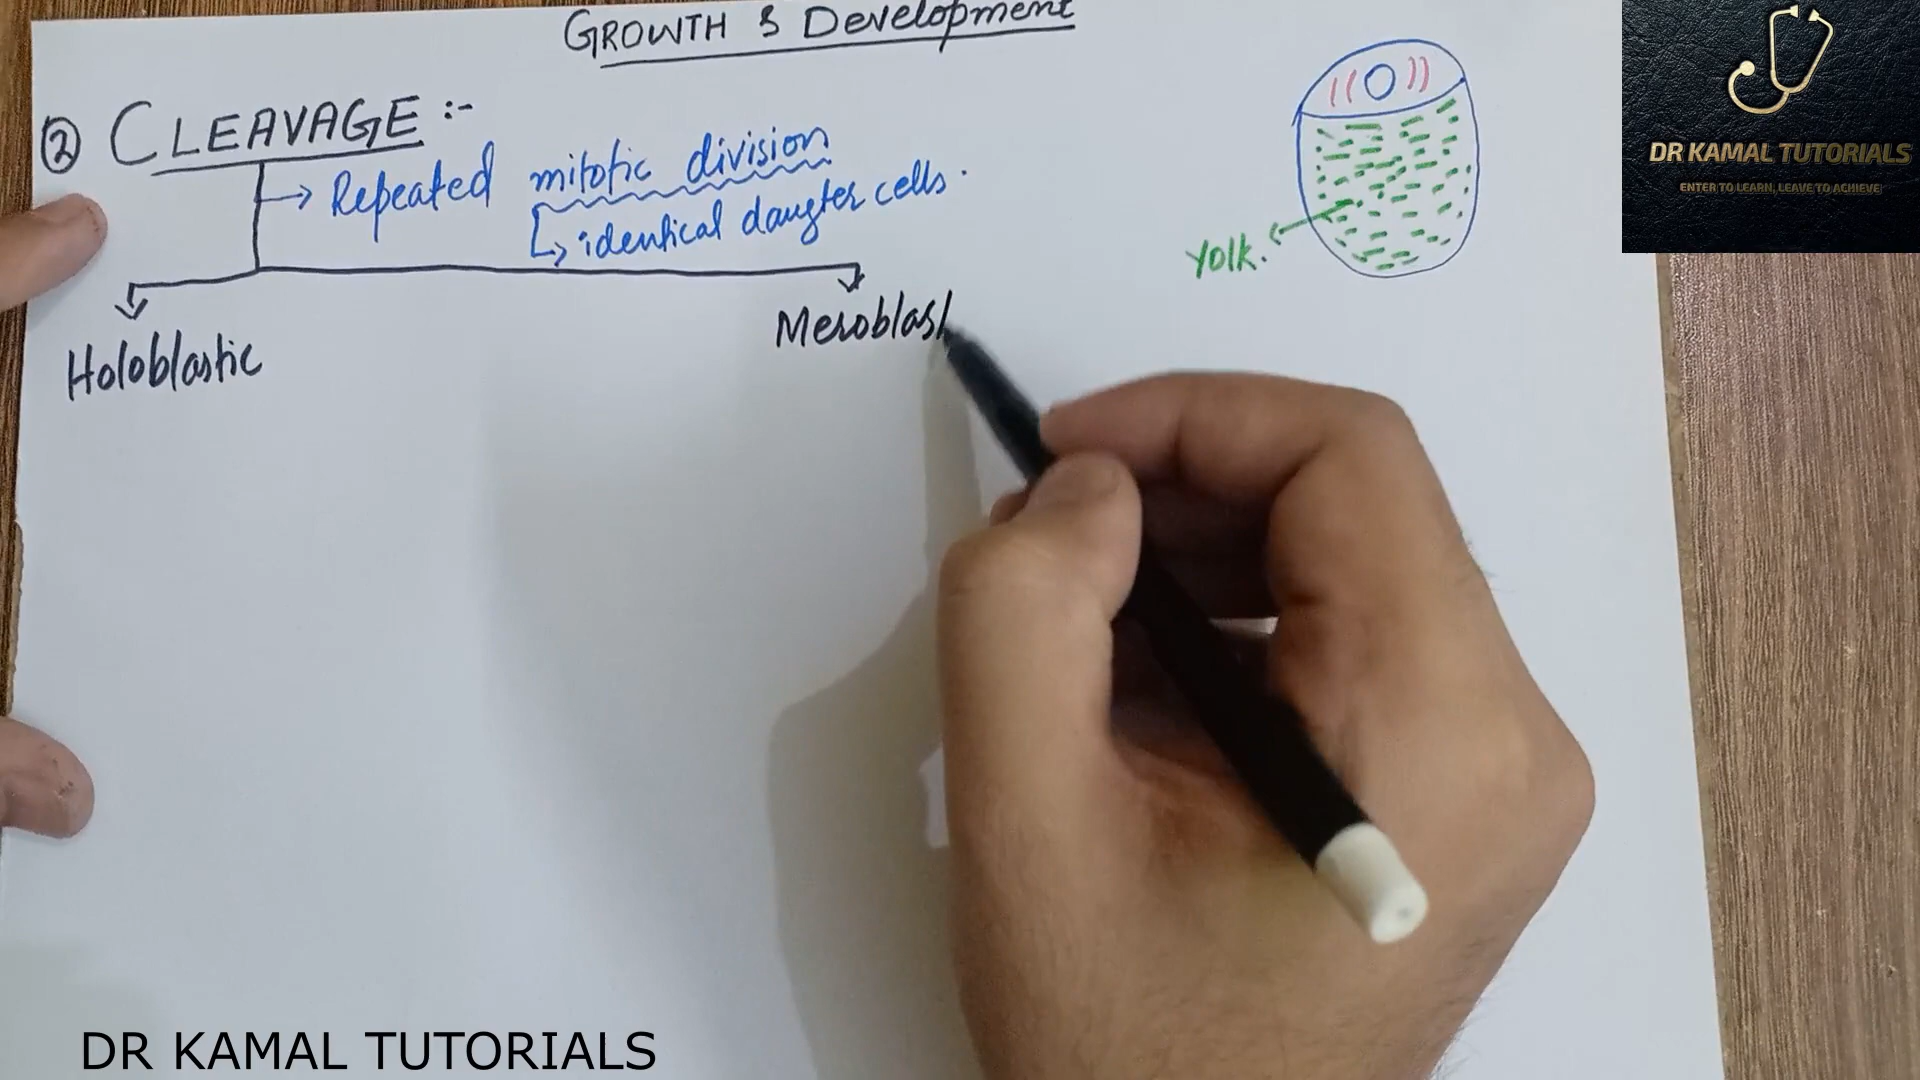 GROWTH & Development
② CLEAVAGE :-
→ Repeated mitotic division
↳ identical daugter cells.
Holoblastic
Meroblast
Yolk.
DR KAMAL TUTORIALS
ENTER TO LEARN, LEAVE TO ACHIEVE
DR KAMAL TUTORIALS